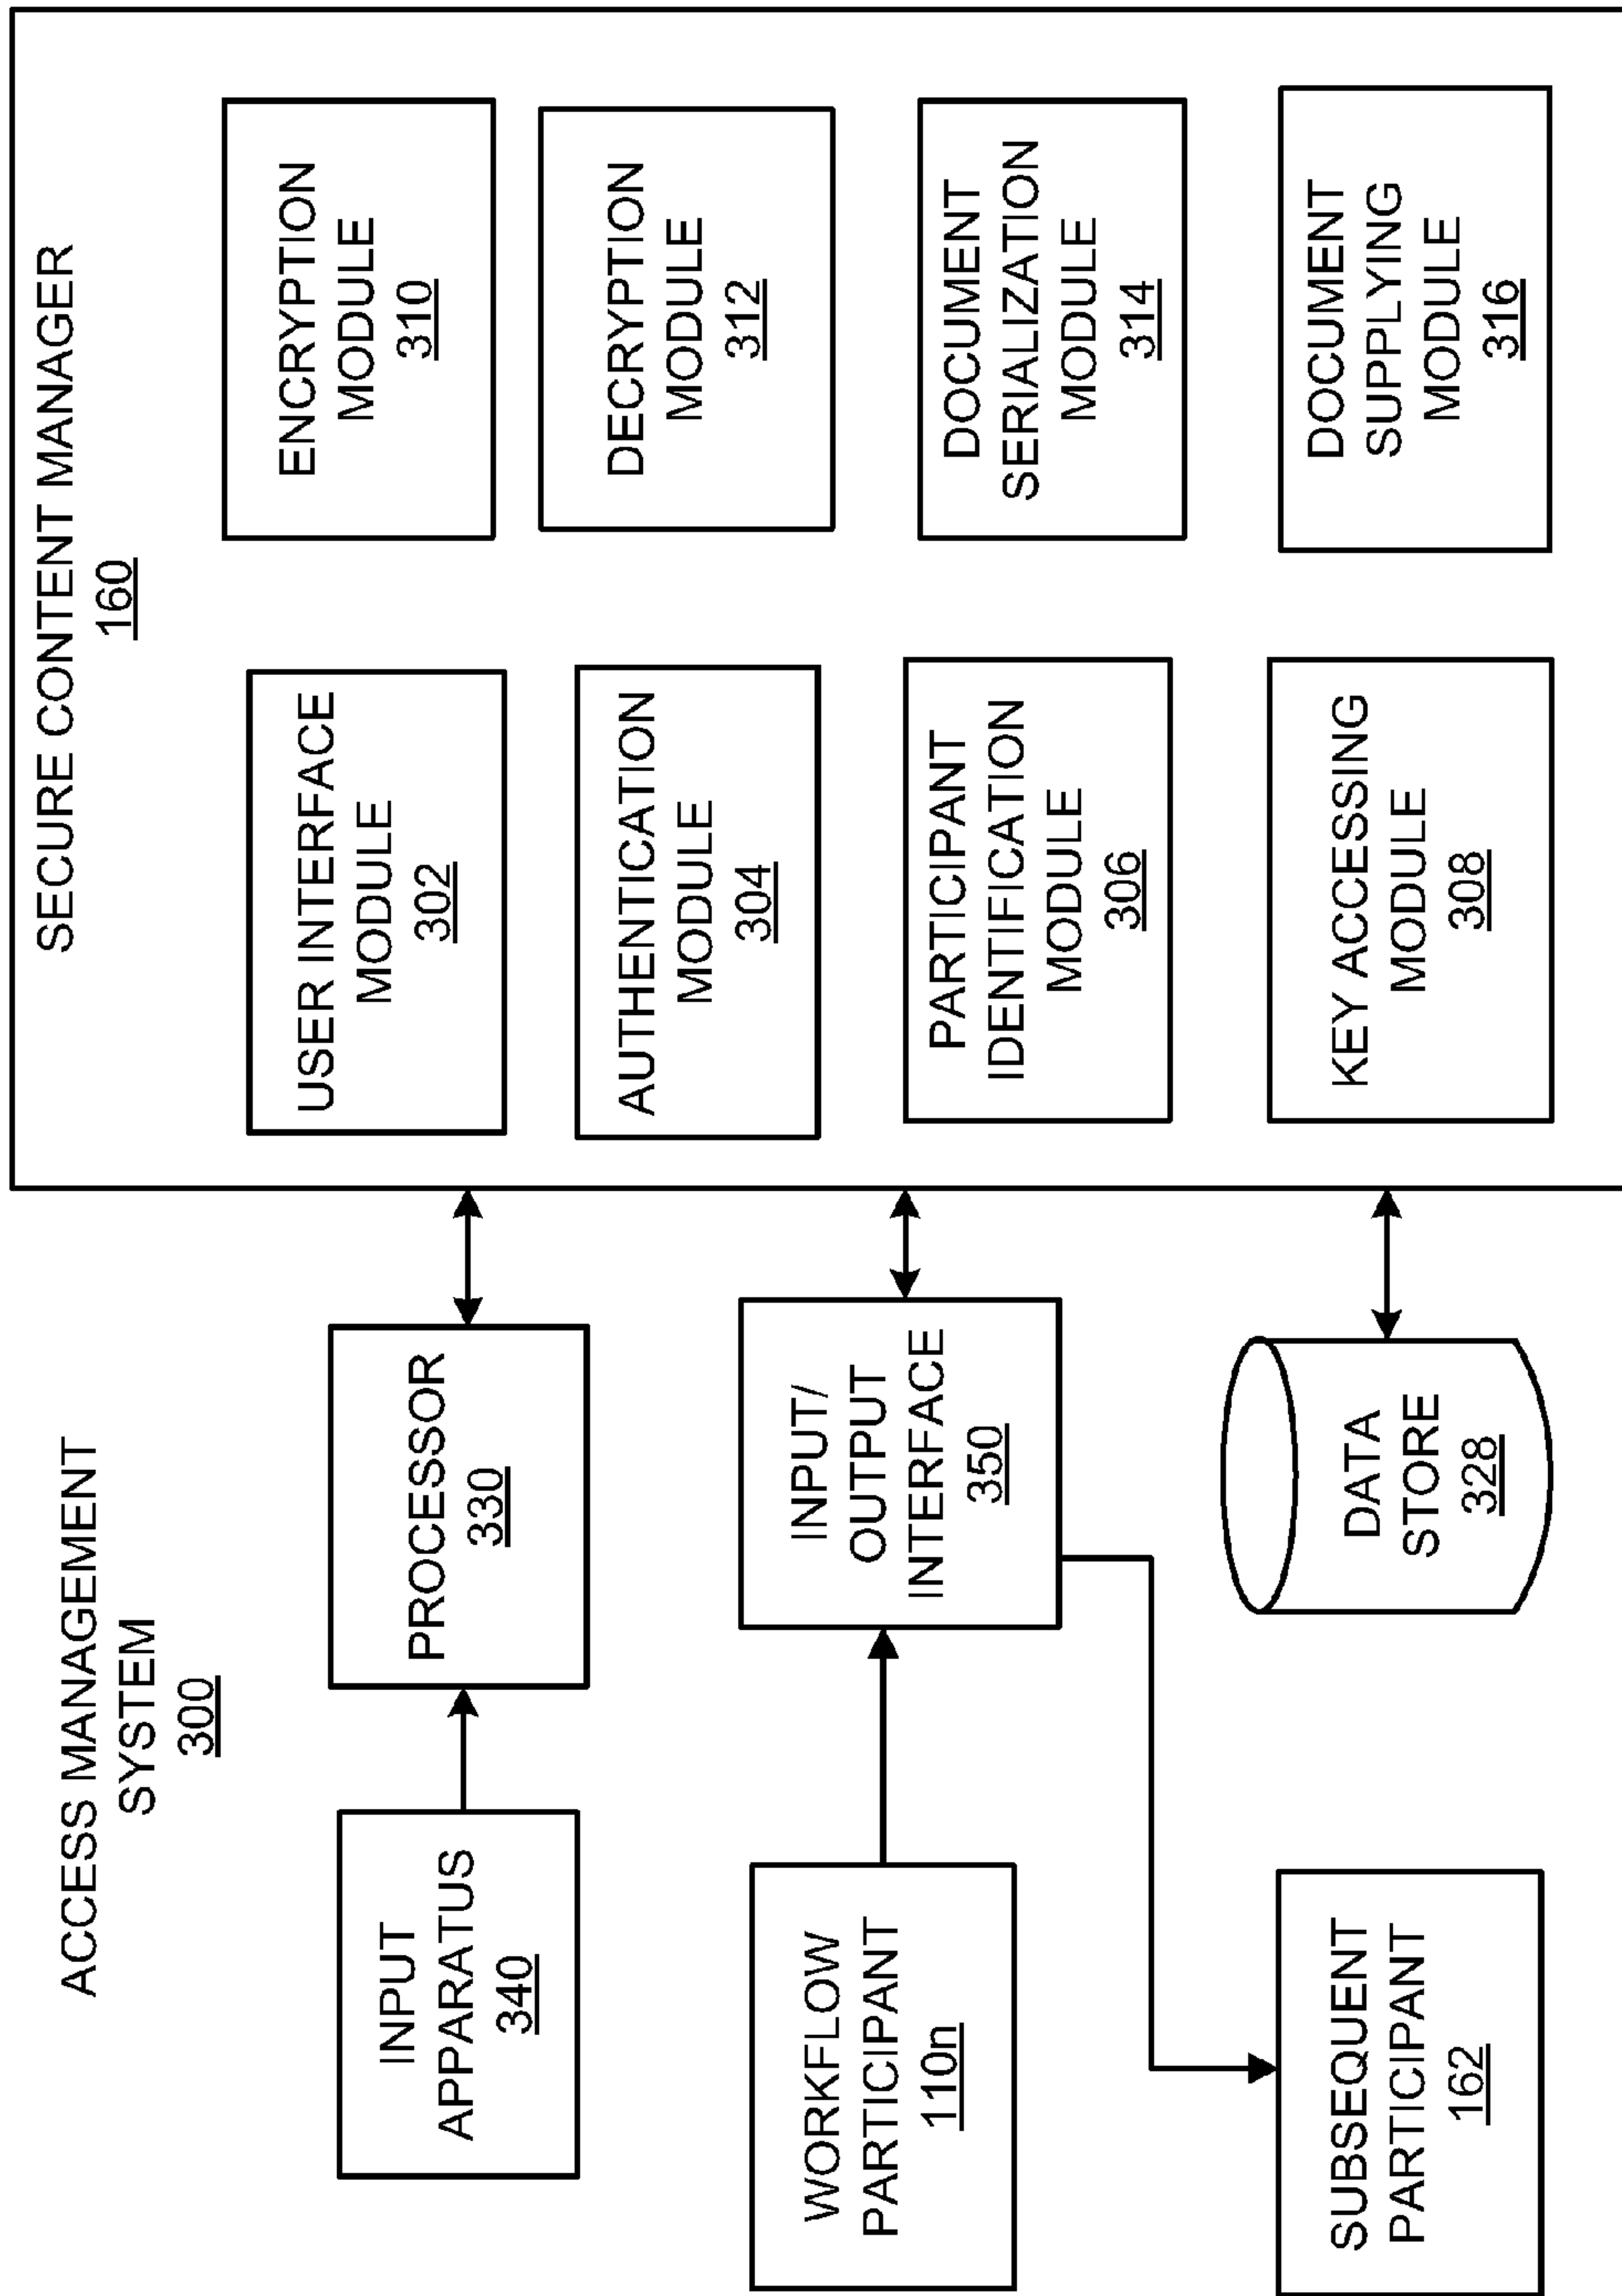 ACCESS MANAGEMENT
SYSTEM
300
INPUT
APPARATUS
340
PROCESSOR
330
WORKFLOW
PARTICIPANT
110n
INPUT/
OUTPUT
INTERFACE
350
SUBSEQUENT
PARTICIPANT
162
DATA
STORE
328
SECURE CONTENT MANAGER
160
USER INTERFACE
MODULE
302
ENCRYPTION
MODULE
310
AUTHENTICATION
MODULE
304
DECRYPTION
MODULE
312
PARTICIPANT
IDENTIFICATION
MODULE
306
DOCUMENT
SERIALIZATION
MODULE
314
KEY ACCESSING
MODULE
308
DOCUMENT
SUPPLYING
MODULE
316